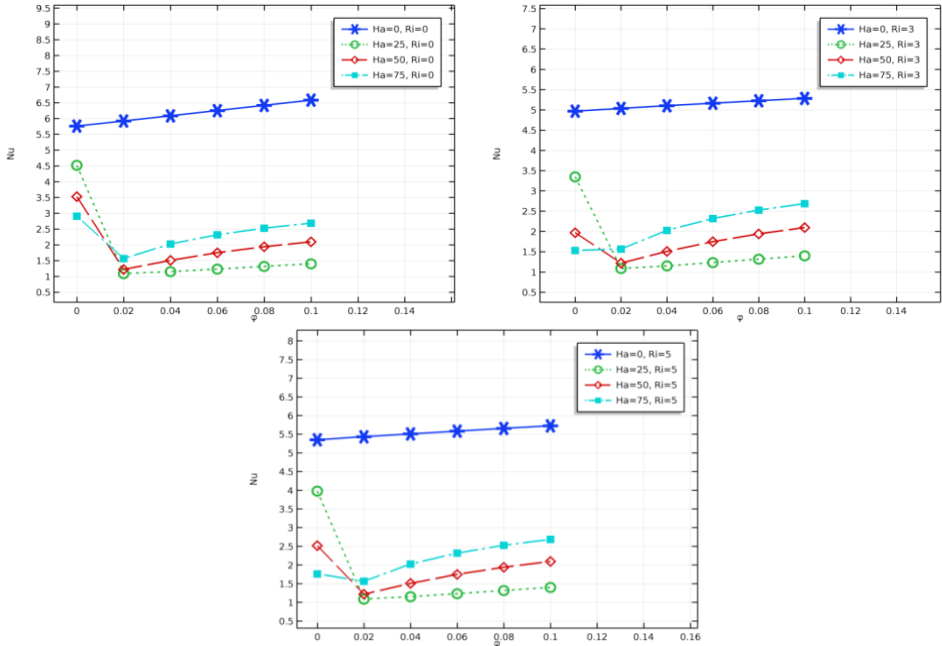 9.5
9
8.5
8
7.5
7
6.5
6
5.5
5
4.5
4
3.5
3
2.5
2
1.5
1
0.5
Nu
Ha=0, Ri=0
Ha=25, Ri=0
Ha=50, Ri=0
Ha=75, Ri=0
0 0.02 0.04 0.06 0.08 0.1 0.12 0.14
φ
7.5
7
6.5
6
5.5
5
4.5
4
3.5
3
2.5
2
1.5
1
0.5
Nu
Ha=0, Ri=3
Ha=25, Ri=3
Ha=50, Ri=3
Ha=75, Ri=3
0 0.02 0.04 0.06 0.08 0.1 0.12 0.14
φ
8
7.5
7
6.5
6
5.5
5
4.5
4
3.5
3
2.5
2
1.5
1
0.5
Nu
Ha=0, Ri=5
Ha=25, Ri=5
Ha=50, Ri=5
Ha=75, Ri=5
0 0.02 0.04 0.06 0.08 0.1 0.12 0.14 0.16
φ